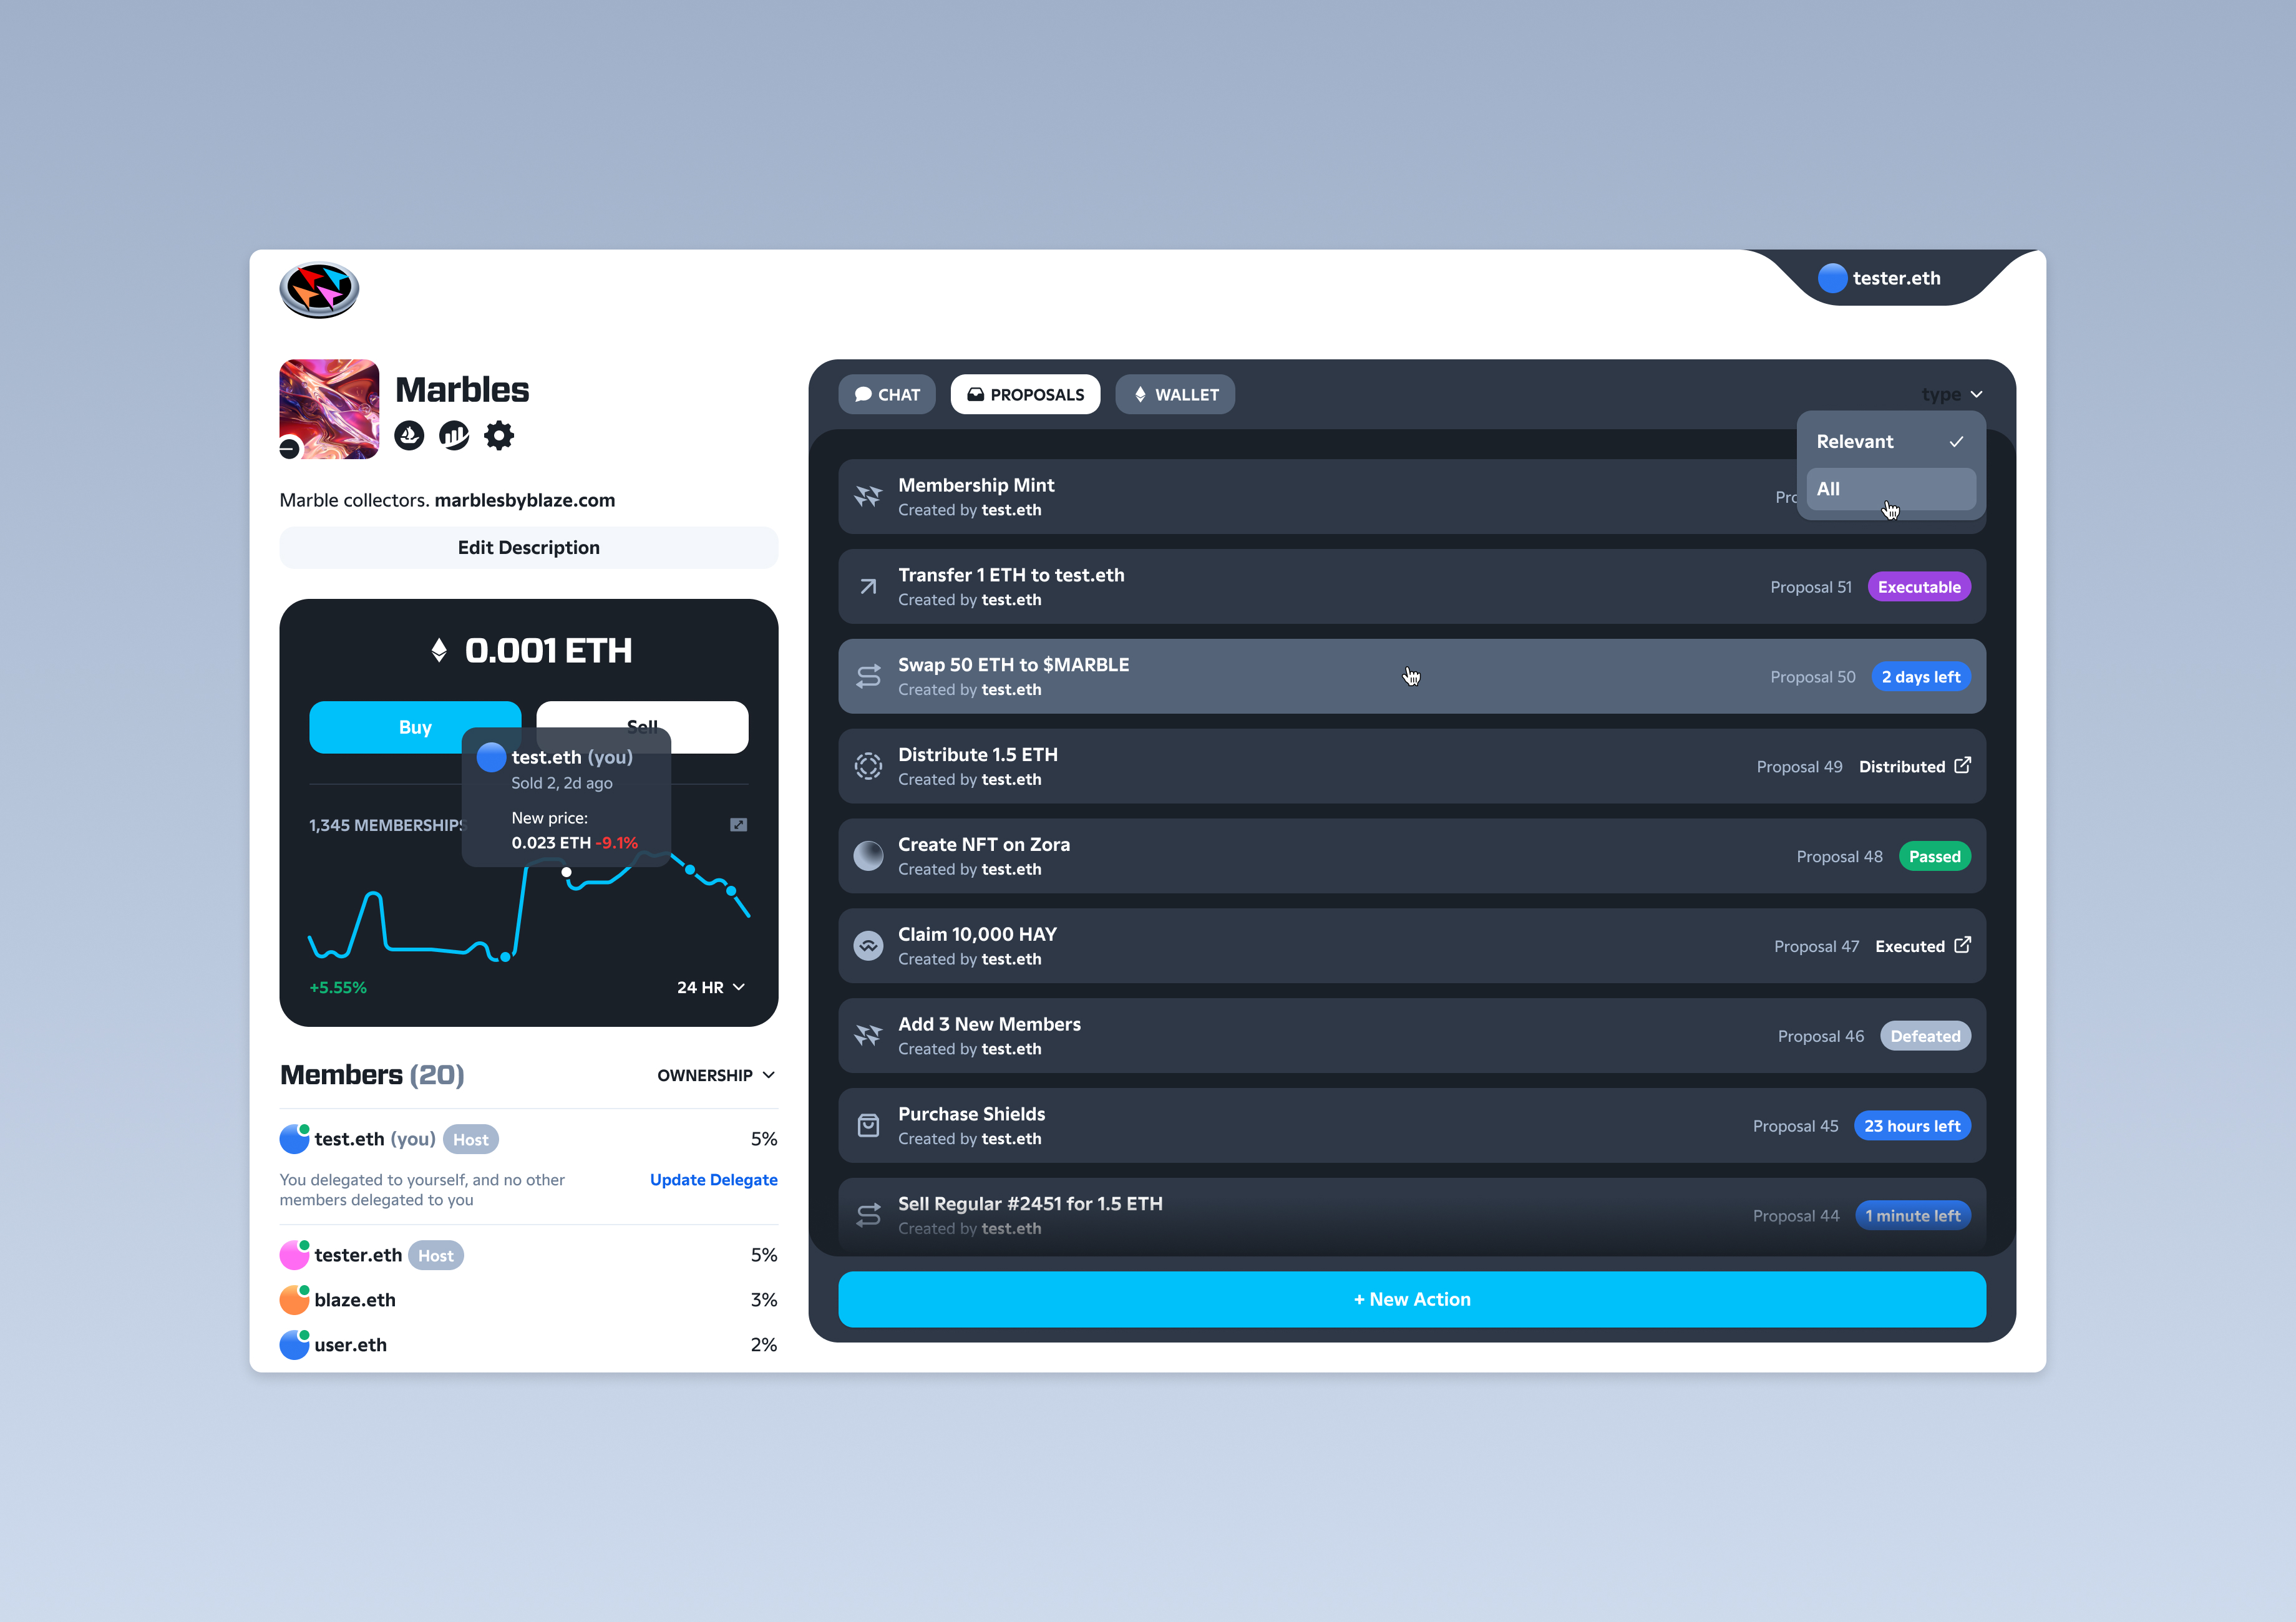 tester.eth
Marbles
Marble collectors. marblesbyblaze.com
Edit Description
0.001 ETH
Buy
Sell
test.eth (you)
Sold 2, 2d ago
New price:
0.023 ETH -9.1%
1,345 MEMBERSHIPS
+5.55%
24 HR
Members (20)
OWNERSHIP
test.eth (you)
Host
5%
You delegated to yourself, and no other
members delegated to you
Update Delegate
tester.eth
Host
5%
blaze.eth
3%
user.eth
2%
CHAT
PROPOSALS
WALLET
type
Relevant
All
Membership Mint
Created by test.eth
Transfer 1 ETH to test.eth
Created by test.eth
Proposal 51
Executable
Swap 50 ETH to $MARBLE
Created by test.eth
Proposal 50
2 days left
Distribute 1.5 ETH
Created by test.eth
Proposal 49
Distributed
Create NFT on Zora
Created by test.eth
Proposal 48
Passed
Claim 10,000 HAY
Created by test.eth
Proposal 47
Executed
Add 3 New Members
Created by test.eth
Proposal 46
Defeated
Purchase Shields
Created by test.eth
Proposal 45
23 hours left
Sell Regular #2451 for 1.5 ETH
Created by test.eth
Proposal 44
1 minute left
+ New Action